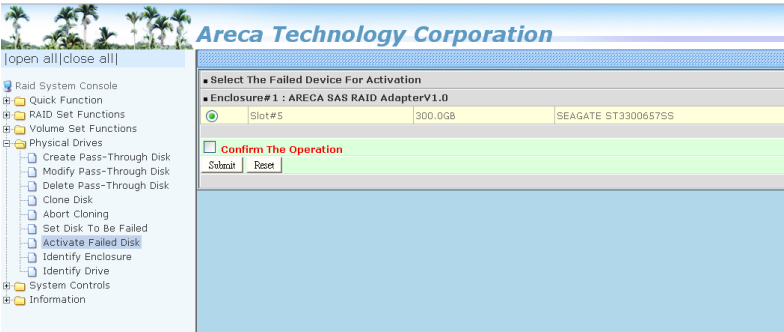 Areca Technology Corporation
|open all|close all|
Raid System Console
Quick Function
RAID Set Functions
Volume Set Functions
Physical Drives
Create Pass-Through Disk
Modify Pass-Through Disk
Delete Pass-Through Disk
Clone Disk
Abort Cloning
Set Disk To Be Failed
Activate Failed Disk
Identify Enclosure
Identify Drive
System Controls
Information
Select The Failed Device For Activation
Enclosure#1 : ARECA SAS RAID AdapterV1.0
Slot#5 300.0GB SEAGATE ST3300657SS
Confirm The Operation
Submit Reset